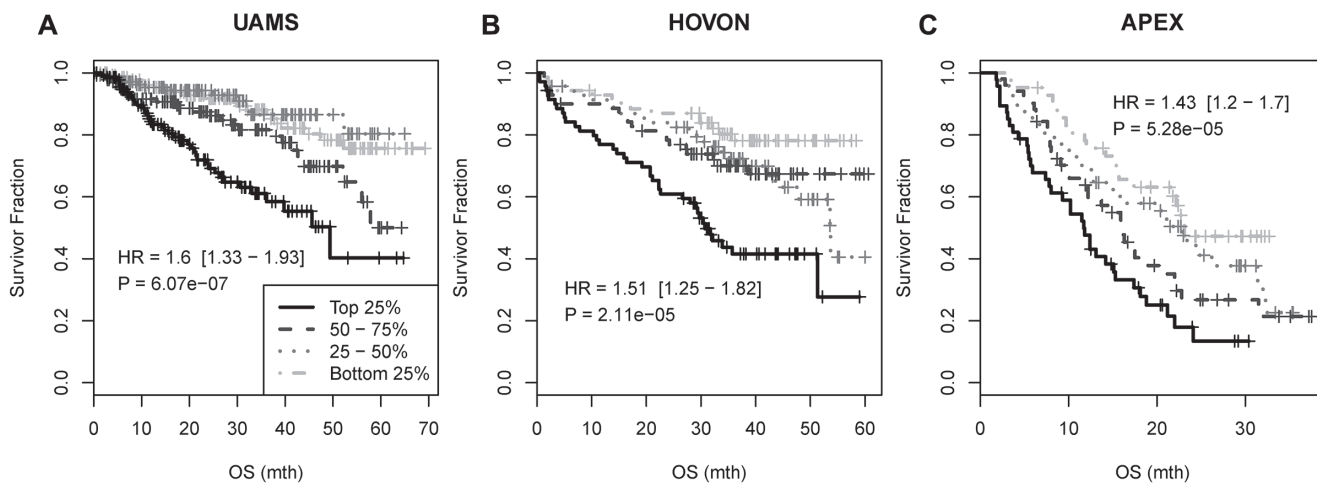 A UAMS
Survivor Fraction
1.0
0.8
0.6
0.4
0.2
0.0
HR = 1.6 [1.33 − 1.93]
P = 6.07e−07
Top 25%
50 − 75%
25 − 50%
Bottom 25%
0 10 20 30 40 50 60 70
OS (mth)
B HOVON
Survivor Fraction
1.0
0.8
0.6
0.4
0.2
0.0
HR = 1.51 [1.25 − 1.82]
P = 2.11e−05
0 10 20 30 40 50 60
OS (mth)
C APEX
Survivor Fraction
1.0
0.8
0.6
0.4
0.2
0.0
HR = 1.43 [1.2 − 1.7]
P = 5.28e−05
0 10 20 30
OS (mth)